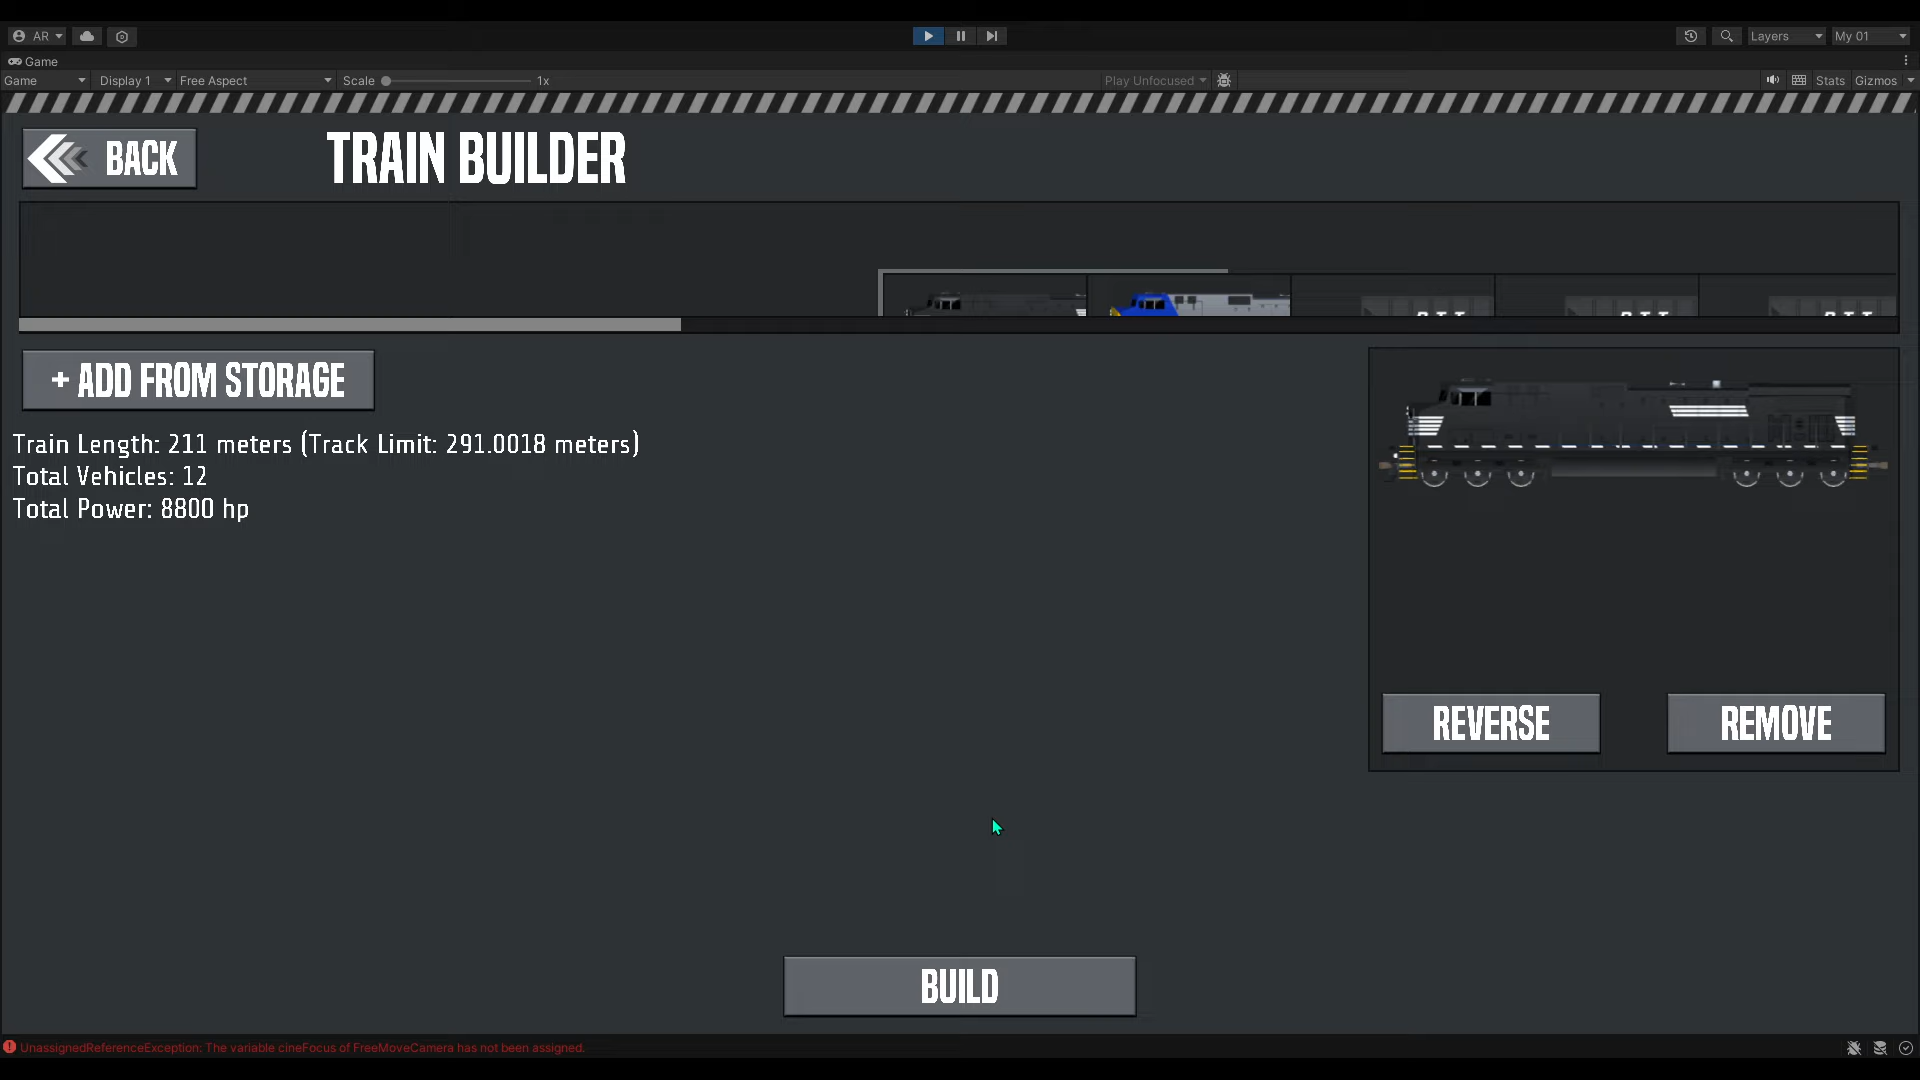 AR
Layers
My 01
Game
Game
Display 1
Free Aspect
Scale
1x
Play Unfocused
Stats
Gizmos
BACK
TRAIN BUILDER
+ ADD FROM STORAGE
Train Length: 211 meters (Track Limit: 291.0018 meters)
Total Vehicles: 12
Total Power: 8800 hp
REVERSE
REMOVE
BUILD
UnassignedReferenceException: The variable cineFocus of FreeMoveCamera has not been assigned.